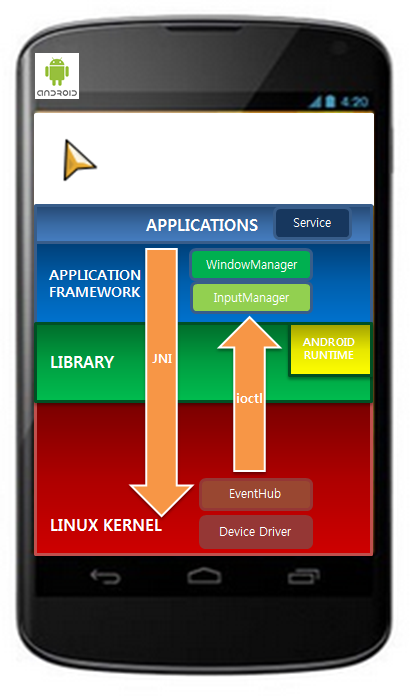 ANDROID
4:20
APPLICATIONS
Service
APPLICATION
FRAMEWORK
WindowManager
InputManager
LIBRARY
JNI
ANDROID
RUNTIME
ioctl
EventHub
LINUX KERNEL
Device Driver